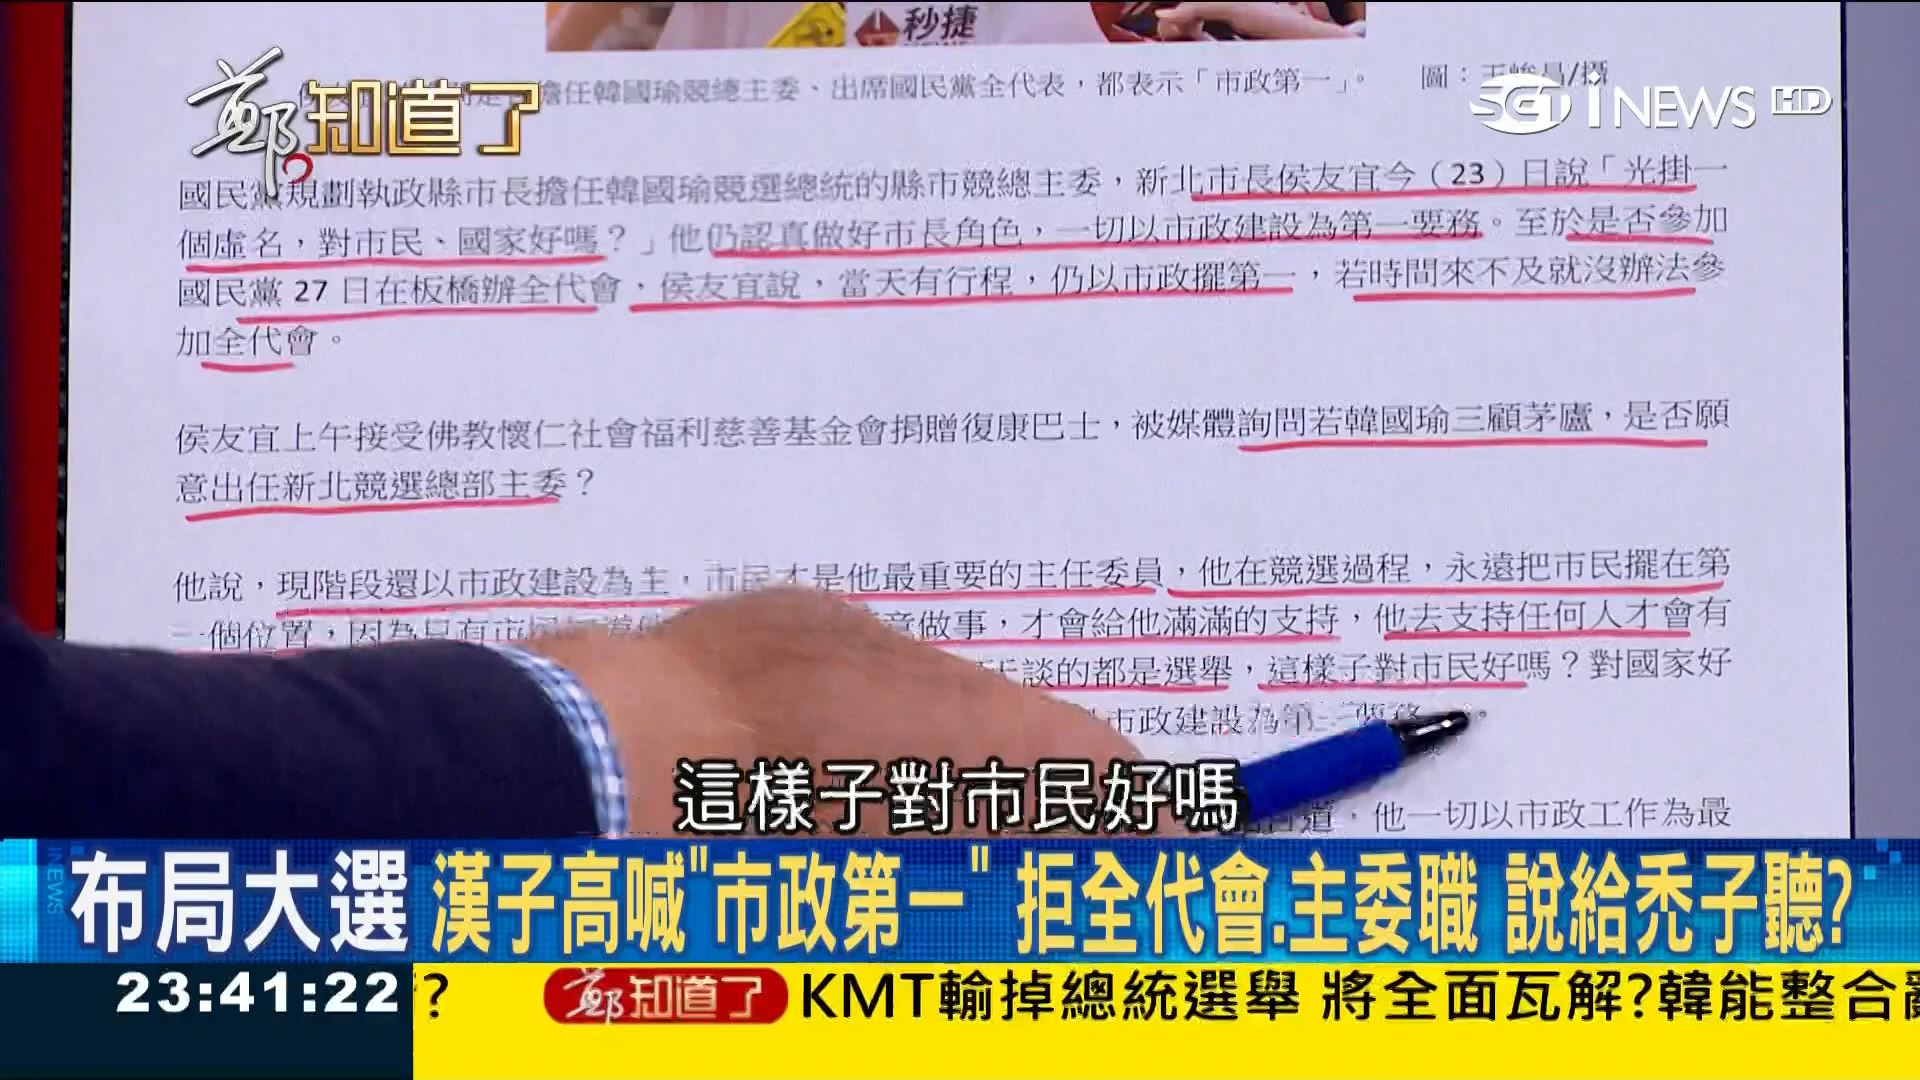 秒捷
鄭知道了
擔任韓國瑜競總主委、出席國民黨全代表,都表示「市政第一」。 圖:王峻昌/攝
SET iNEWS HD
國民黨規劃執政縣市長擔任韓國瑜競選總統的縣市競總主委,新北市長侯友宜今(23)日說「光掛一
個虛名,對市民、國家好嗎?」他仍認真做好市長角色,一切以市政建設為第一要務。至於是否參加
國民黨 27 日在板橋辦全代會,侯友宜說,當天有行程,仍以市政擺第一,若時間來不及就沒辦法參
加全代會。
侯友宜上午接受佛教懷仁社會福利慈善基金會捐贈復康巴士,被媒體詢問若韓國瑜三顧茅廬,是否願
意出任新北競選總部主委?
他說,現階段還以市政建設為主,市民才是他最重要的主任委員,他在競選過程,永遠把市民擺在第
一個位置,因為只有市民 做事,才會給他滿滿的支持,他去支持任何人才會有
談的都是選舉,這樣子對市民好嗎?對國家好
市政建設為第一要務。
他一切以市政工作為最
這樣子對市民好嗎
NEWS
布局大選 漢子高喊"市政第一" 拒全代會.主委職 說給禿子聽?
23:41:22 ? 鄭知道了 KMT輸掉總統選舉 將全面瓦解?韓能整合